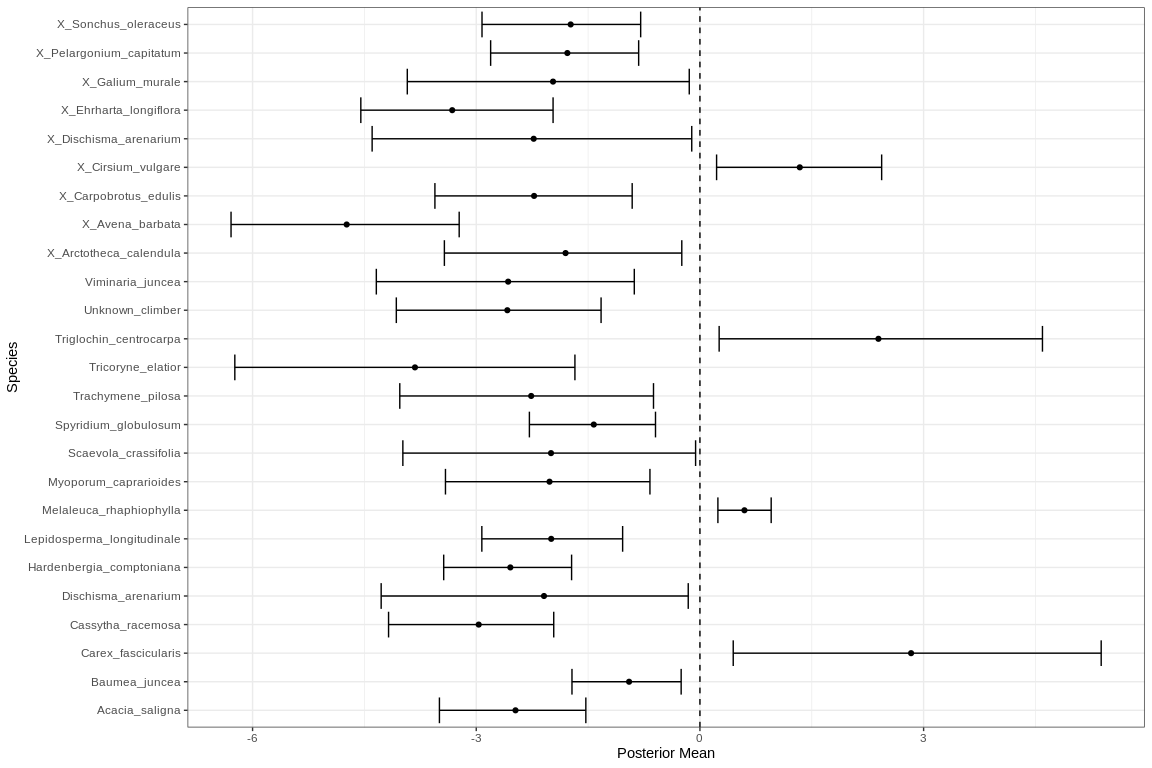 Species
X_Sonchus_oleraceus
X_Pelargonium_capitatum
X_Galium_murale
X_Ehrharta_longiflora
X_Dischisma_arenarium
X_Cirsium_vulgare
X_Carpobrotus_edulis
X_Avena_barbata
X_Arctotheca_calendula
Viminaria_juncea
Unknown_climber
Triglochin_centrocarpa
Tricoryne_elatior
Trachymene_pilosa
Spyridium_globulosum
Scaevola_crassifolia
Myoporum_caprarioides
Melaleuca_rhaphiophylla
Lepidosperma_longitudinale
Hardenbergia_comptoniana
Dischisma_arenarium
Cassytha_racemosa
Carex_fascicularis
Baumea_juncea
Acacia_saligna
-6 -3 0 3
Posterior Mean